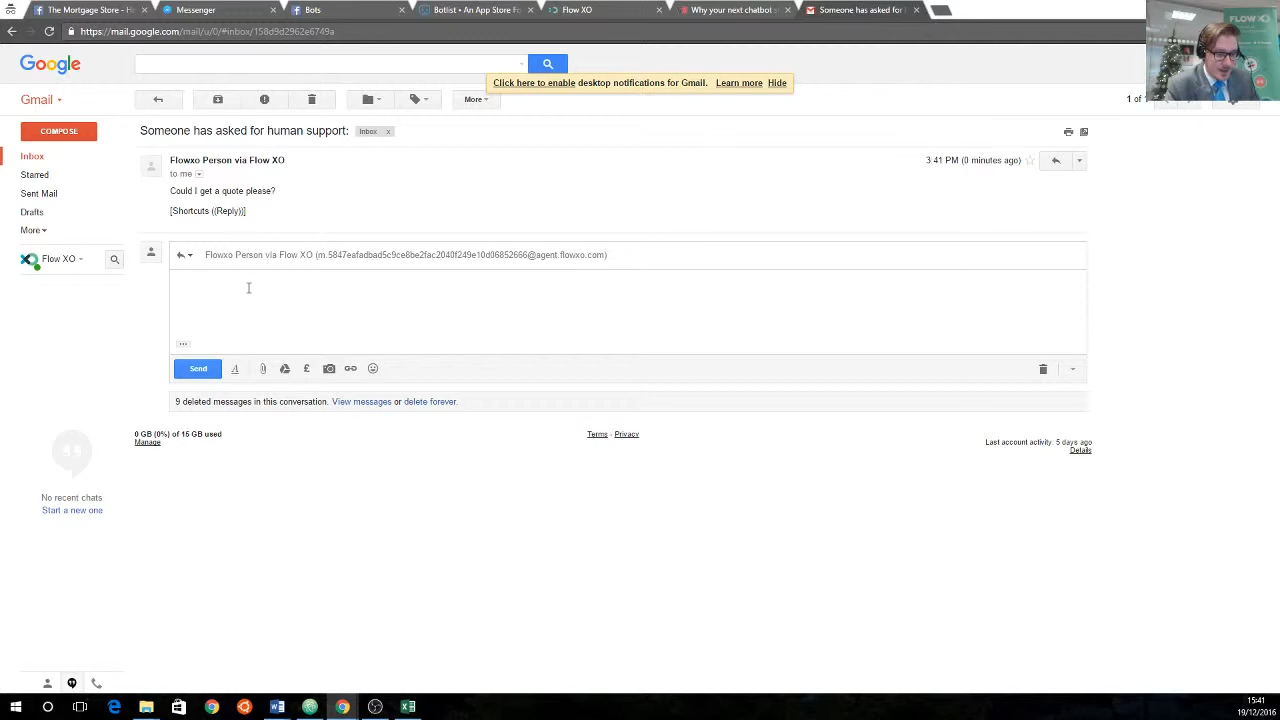 The Mortgage Store - H
Messenger
Bots
Botlist - An App Store Fo
Flow XO
Why your next chatbot s
Someone has asked for
https://mail.google.com/mail/u/0/#inbox/158d9d2962e6749a
FLOW XO
Google
Click here to enable desktop notifications for Gmail. Learn more Hide
Gmail
More
1 of 1
COMPOSE
Someone has asked for human support: Inbox x
Inbox
Starred
Sent Mail
Drafts
More
Flow XO
Flowxo Person via Flow XO
3:41 PM (0 minutes ago)
to me
Could I get a quote please?
[Shortcuts ((Reply))]
Flowxo Person via Flow XO (m.5847eafadbad5c9ce8be2fac2040f249e10d06852666@agent.flowxo.com)
...
Send
9 deleted messages in this conversation. View messages or delete forever.
0 GB (0%) of 15 GB used
Manage
Terms - Privacy
Last account activity: 5 days ago
Details
No recent chats
Start a new one
15:41
19/12/2016